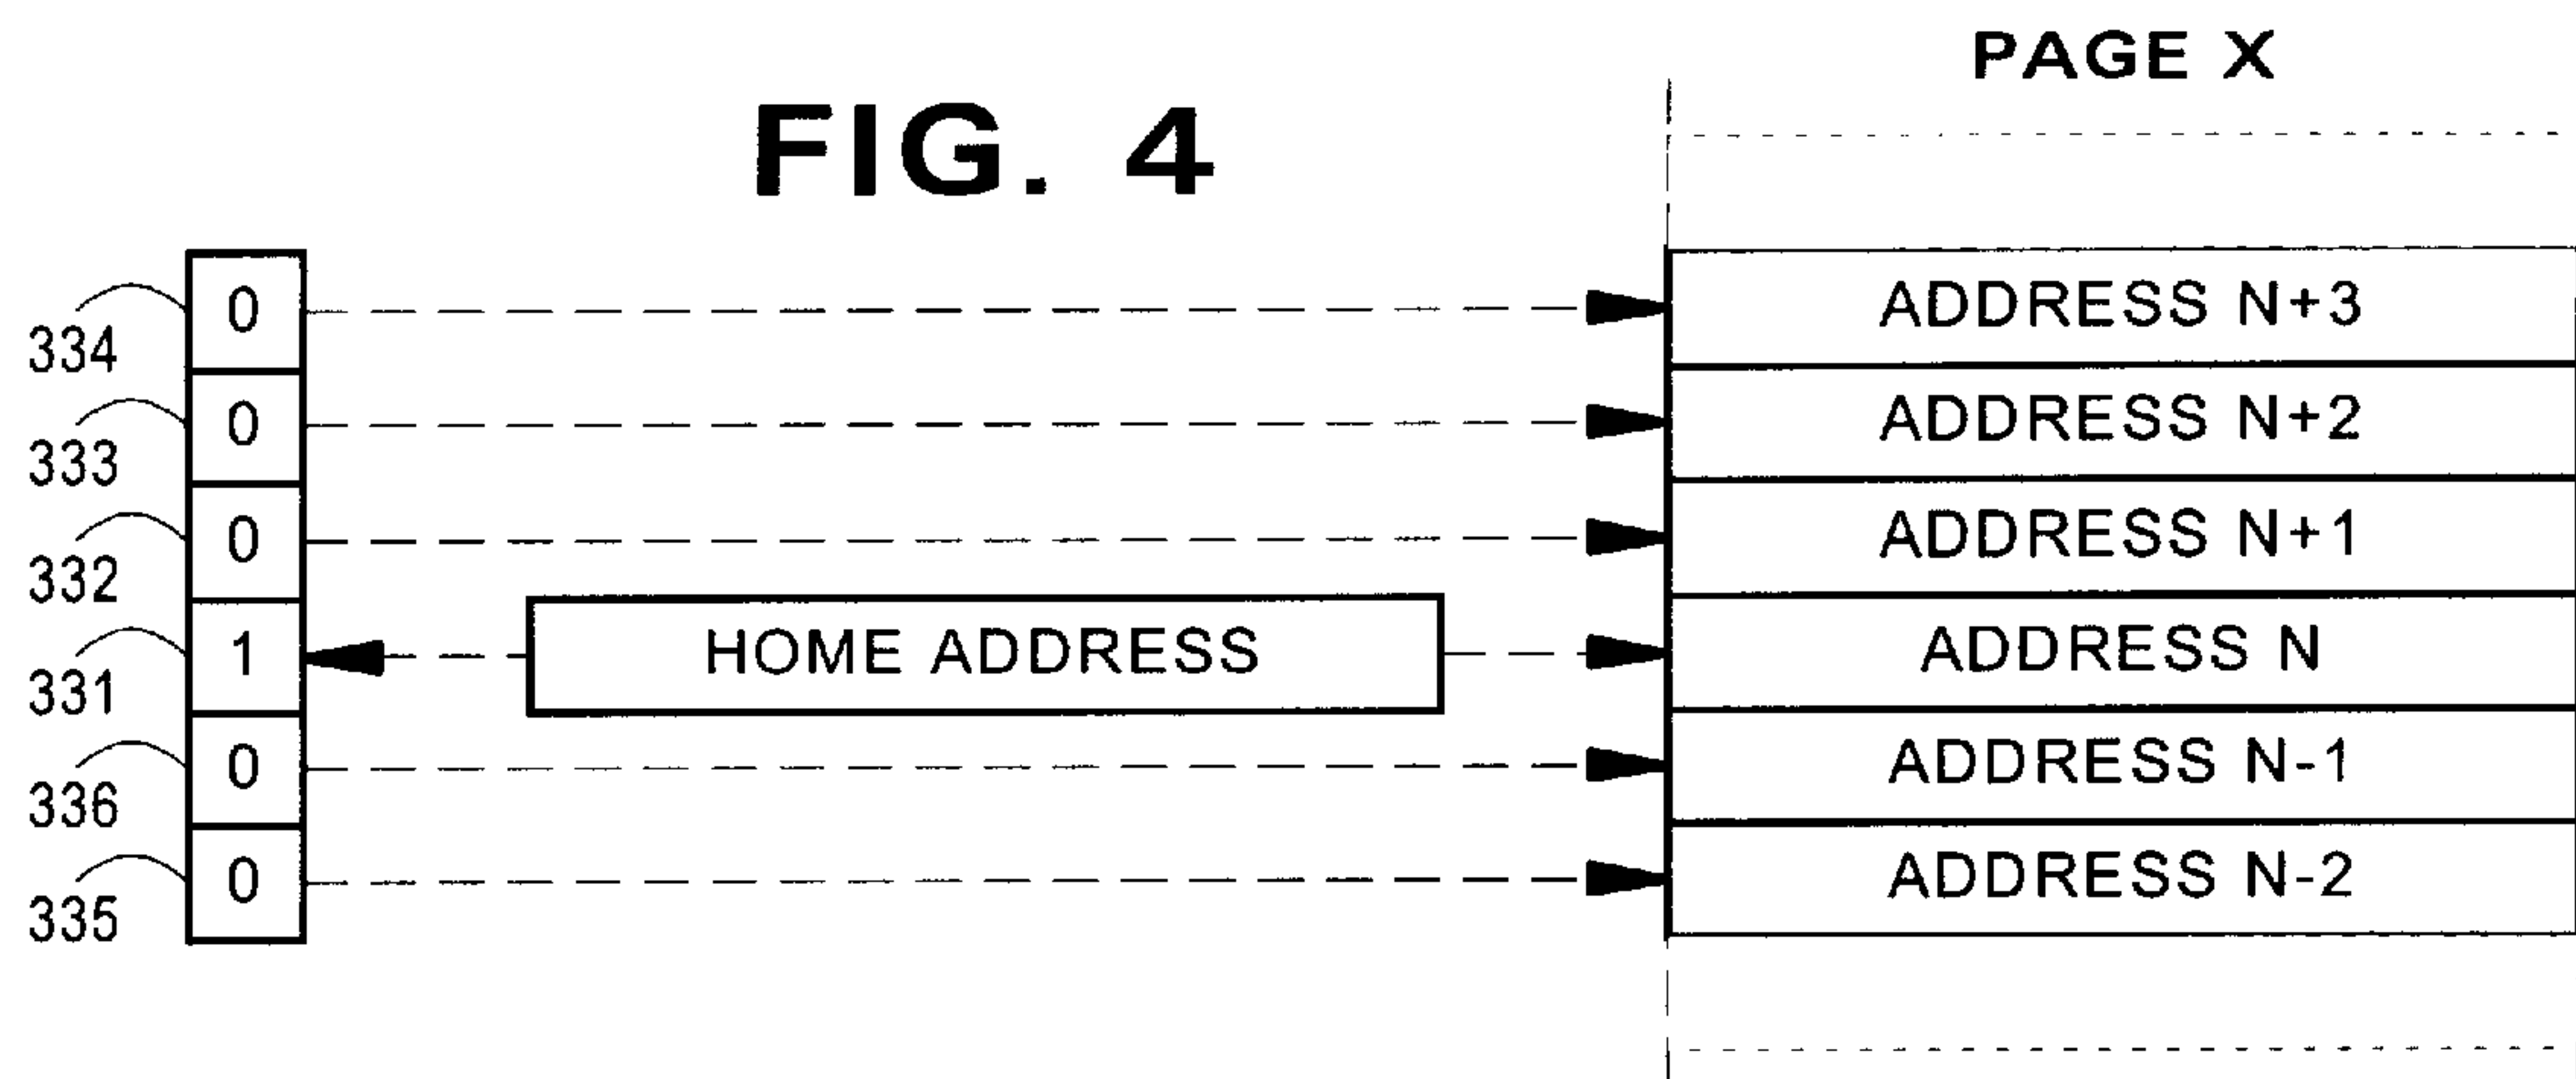 PAGE X
FIG. 4
334 0 ADDRESS N+3
333 0 ADDRESS N+2
332 0 ADDRESS N+1
331 1 HOME ADDRESS ADDRESS N
336 0 ADDRESS N-1
335 0 ADDRESS N-2